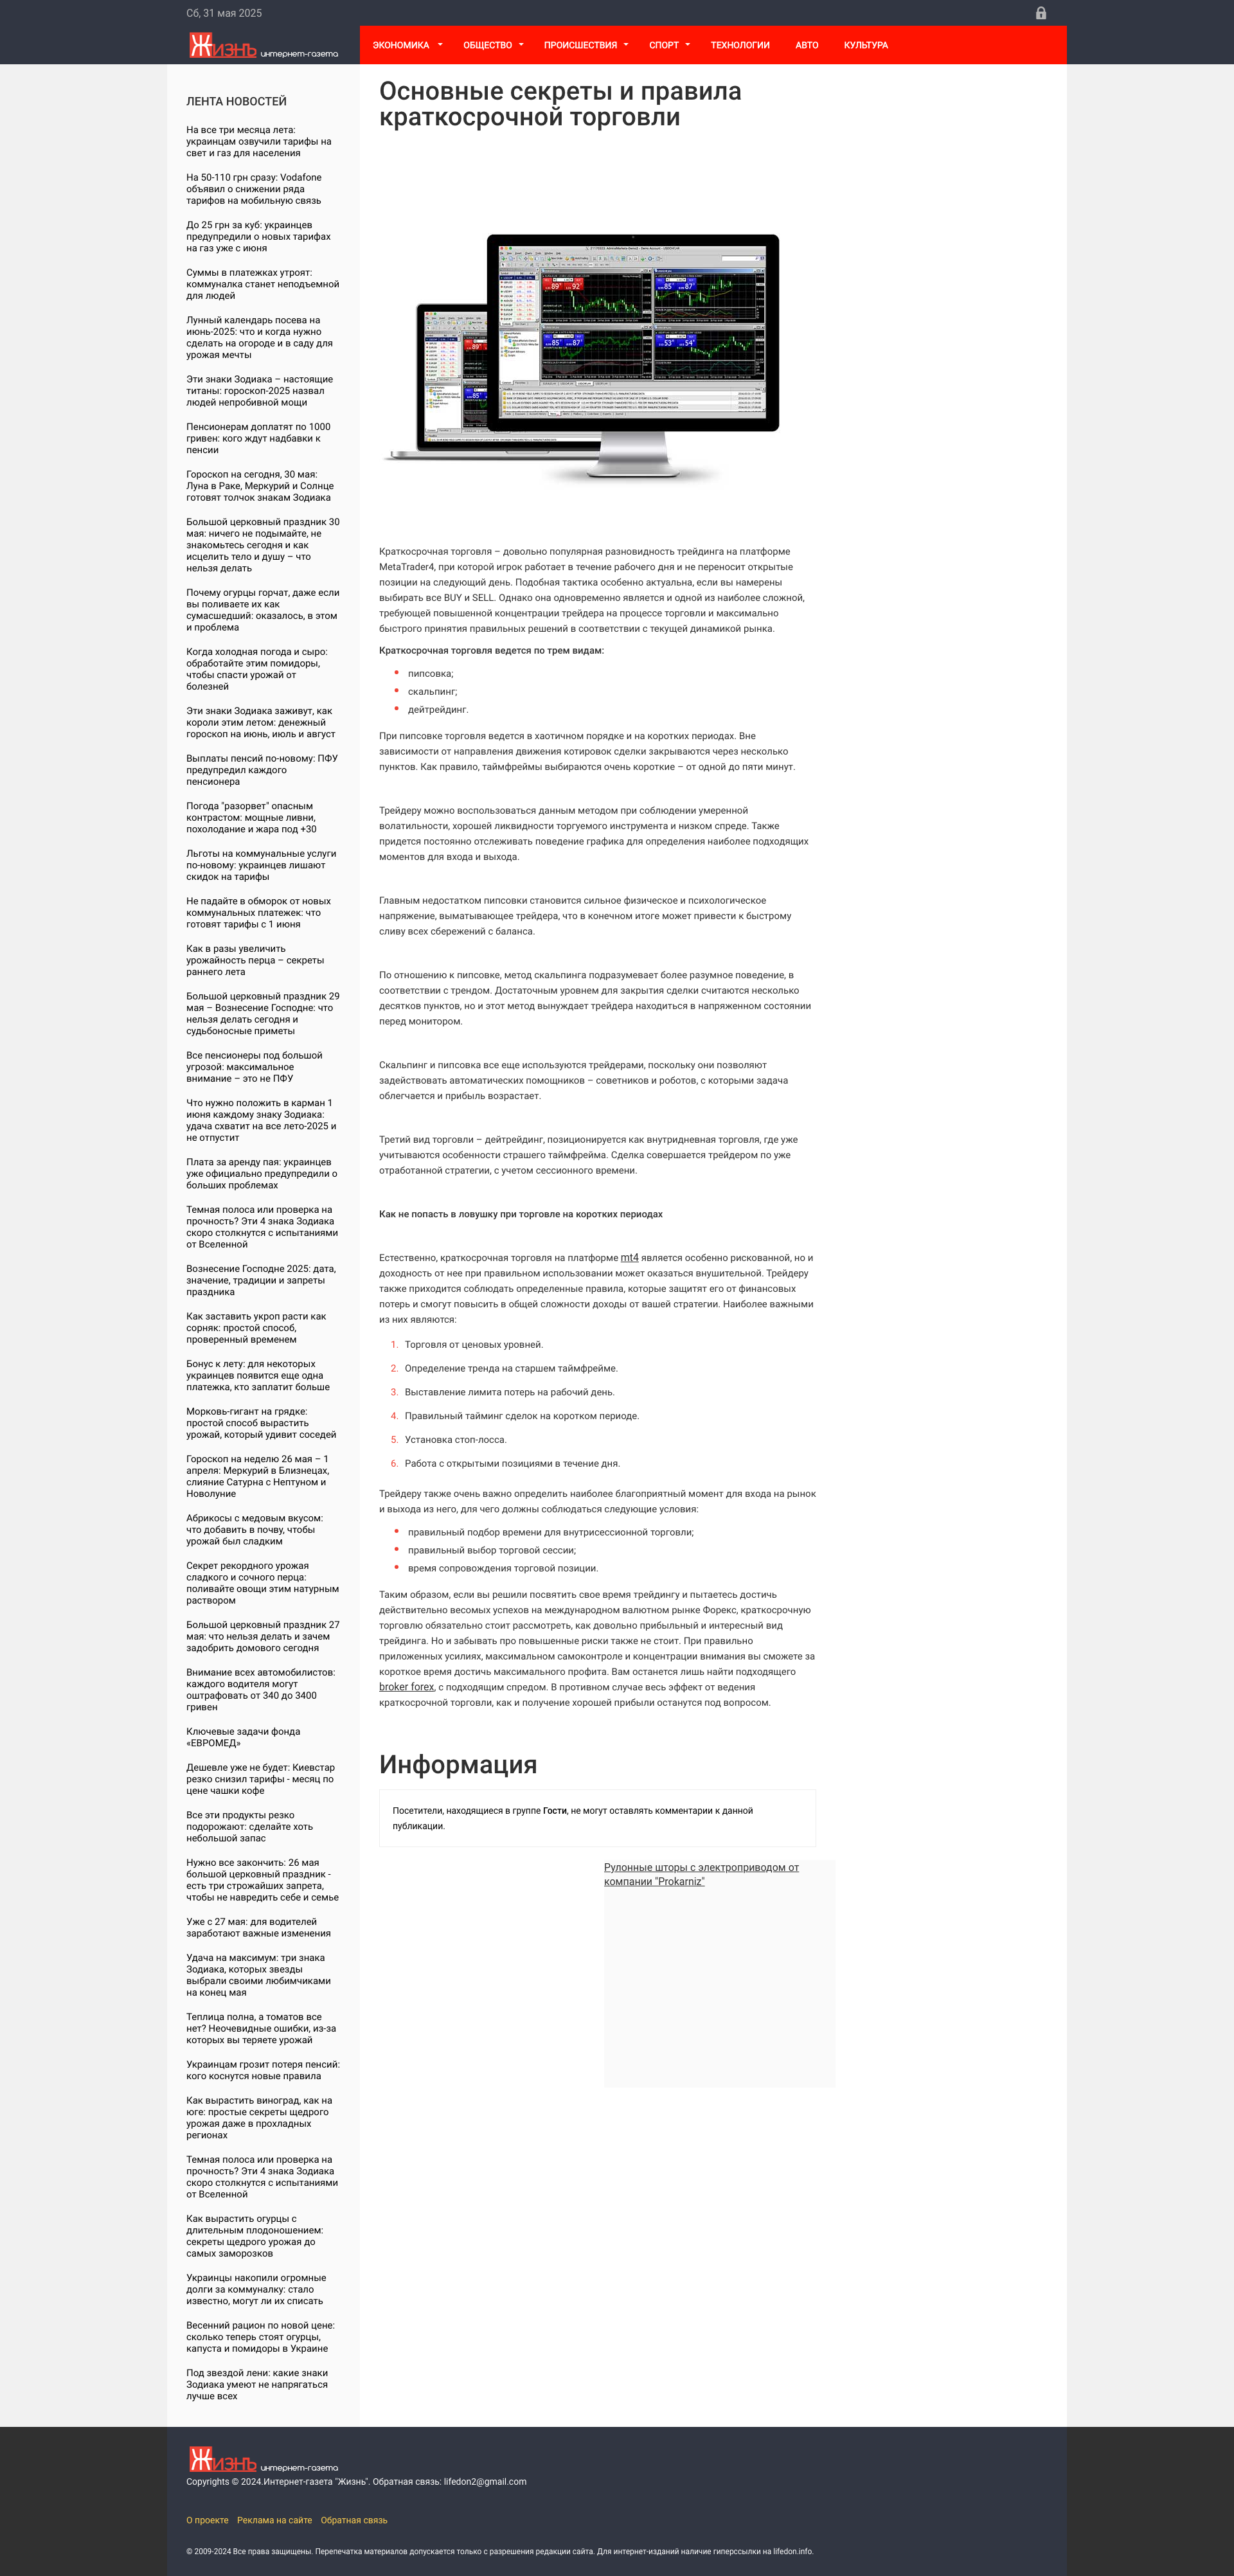 Сб, 31 мая 2025
Жизнь интернет-газета
ЭКОНОМИКА ОБЩЕСТВО ПРОИСШЕСТВИЯ СПОРТ ТЕХНОЛОГИИ АВТО КУЛЬТУРА
ЛЕНТА НОВОСТЕЙ
На все три месяца лета:
украинцам озвучили тарифы на
свет и газ для населения
На 50-110 грн сразу: Vodafone
объявил о снижении ряда
тарифов на мобильную связь
До 25 грн за куб: украинцев
предупредили о новых тарифах
на газ уже с июня
Суммы в платежках утроят:
коммуналка станет неподъемной
для людей
Лунный календарь посева на
июнь-2025: что и когда нужно
сделать на огороде и в саду для
урожая мечты
Эти знаки Зодиака – настоящие
титаны: гороскоп-2025 назвал
людей непробивной мощи
Пенсионерам доплатят по 1000
гривен: кого ждут надбавки к
пенсии
Гороскоп на сегодня, 30 мая:
Луна в Раке, Меркурий и Солнце
готовят толчок знакам Зодиака
Большой церковный праздник 30
мая: ничего не подымайте, не
знакомьтесь сегодня и как
исцелить тело и душу – что
нельзя делать
Почему огурцы горчат, даже если
вы поливаете их как
сумасшедший: оказалось, в этом
и проблема
Когда холодная погода и сыро:
обработайте этим помидоры,
чтобы спасти урожай от
болезней
Эти знаки Зодиака заживут, как
короли этим летом: денежный
гороскоп на июнь, июль и август
Выплаты пенсий по-новому: ПФУ
предупредил каждого
пенсионера
Погода "разорвет" опасным
контрастом: мощные ливни,
похолодание и жара под +30
Льготы на коммунальные услуги
по-новому: украинцев лишают
скидок на тарифы
Не падайте в обморок от новых
коммунальных платежек: что
готовят тарифы с 1 июня
Как в разы увеличить
урожайность перца – секреты
раннего лета
Большой церковный праздник 29
мая – Вознесение Господне: что
нельзя делать сегодня и
судьбоносные приметы
Все пенсионеры под большой
угрозой: максимальное
внимание – это не ПФУ
Что нужно положить в карман 1
июня каждому знаку Зодиака:
удача схватит на все лето-2025 и
не отпустит
Плата за аренду пая: украинцев
уже официально предупредили о
больших проблемах
Темная полоса или проверка на
прочность? Эти 4 знака Зодиака
скоро столкнутся с испытаниями
от Вселенной
Вознесение Господне 2025: дата,
значение, традиции и запреты
праздника
Как заставить укроп расти как
сорняк: простой способ,
проверенный временем
Бонус к лету: для некоторых
украинцев появится еще одна
платежка, кто заплатит больше
Морковь-гигант на грядке:
простой способ вырастить
урожай, который удивит соседей
Гороскоп на неделю 26 мая – 1
апреля: Меркурий в Близнецах,
слияние Сатурна с Нептуном и
Новолуние
Абрикосы с медовым вкусом:
что добавить в почву, чтобы
урожай был сладким
Секрет рекордного урожая
сладкого и сочного перца:
поливайте овощи этим натурным
раствором
Большой церковный праздник 27
мая: что нельзя делать и зачем
задобрить домового сегодня
Внимание всех автомобилистов:
каждого водителя могут
оштрафовать от 340 до 3400
гривен
Ключевые задачи фонда
«ЕВРОМЕД»
Дешевле уже не будет: Киевстар
резко снизил тарифы - месяц по
цене чашки кофе
Все эти продукты резко
подорожают: сделайте хоть
небольшой запас
Нужно все закончить: 26 мая
большой церковный праздник -
есть три строжайших запрета,
чтобы не навредить себе и семье
Уже с 27 мая: для водителей
заработают важные изменения
Удача на максимум: три знака
Зодиака, которых звезды
выбрали своими любимчиками
на конец мая
Теплица полна, а томатов все
нет? Неочевидные ошибки, из-за
которых вы теряете урожай
Украинцам грозит потеря пенсий:
кого коснутся новые правила
Как вырастить виноград, как на
юге: простые секреты щедрого
урожая даже в прохладных
регионах
Темная полоса или проверка на
прочность? Эти 4 знака Зодиака
скоро столкнутся с испытаниями
от Вселенной
Как вырастить огурцы с
длительным плодоношением:
секреты щедрого урожая до
самых заморозков
Украинцы накопили огромные
долги за коммуналку: стало
известно, могут ли их списать
Весенний рацион по новой цене:
сколько теперь стоят огурцы,
капуста и помидоры в Украине
Под звездой лени: какие знаки
Зодиака умеют не напрягаться
лучше всех
Основные секреты и правила
краткосрочной торговли
Краткосрочная торговля – довольно популярная разновидность трейдинга на платформе
MetaTrader4, при которой игрок работает в течение рабочего дня и не переносит открытые
позиции на следующий день. Подобная тактика особенно актуальна, если вы намерены
выбирать все BUY и SELL. Однако она одновременно является и одной из наиболее сложной,
требующей повышенной концентрации трейдера на процессе торговли и максимально
быстрого принятия правильных решений в соответствии с текущей динамикой рынка.
Краткосрочная торговля ведется по трем видам:
пипсовка;
скальпинг;
дейтрейдинг.
При пипсовке торговля ведется в хаотичном порядке и на коротких периодах. Вне
зависимости от направления движения котировок сделки закрываются через несколько
пунктов. Как правило, таймфреймы выбираются очень короткие – от одной до пяти минут.
Трейдеру можно воспользоваться данным методом при соблюдении умеренной
волатильности, хорошей ликвидности торгуемого инструмента и низком спреде. Также
придется постоянно отслеживать поведение графика для определения наиболее подходящих
моментов для входа и выхода.
Главным недостатком пипсовки становится сильное физическое и психологическое
напряжение, выматывающее трейдера, что в конечном итоге может привести к быстрому
сливу всех сбережений с баланса.
По отношению к пипсовке, метод скальпинга подразумевает более разумное поведение, в
соответствии с трендом. Достаточным уровнем для закрытия сделки считаются несколько
десятков пунктов, но и этот метод вынуждает трейдера находиться в напряженном состоянии
перед монитором.
Скальпинг и пипсовка все еще используются трейдерами, поскольку они позволяют
задействовать автоматических помощников – советников и роботов, с которыми задача
облегчается и прибыль возрастает.
Третий вид торговли – дейтрейдинг, позиционируется как внутридневная торговля, где уже
учитываются особенности страшего таймфрейма. Сделка совершается трейдером по уже
отработанной стратегии, с учетом сессионного времени.
Как не попасть в ловушку при торговле на коротких периодах
Естественно, краткосрочная торговля на платформе mt4 является особенно рискованной, но и
доходность от нее при правильном использовании может оказаться внушительной. Трейдеру
также приходится соблюдать определенные правила, которые защитят его от финансовых
потерь и смогут повысить в общей сложности доходы от вашей стратегии. Наиболее важными
из них являются:
1. Торговля от ценовых уровней.
2. Определение тренда на старшем таймфрейме.
3. Выставление лимита потерь на рабочий день.
4. Правильный тайминг сделок на коротком периоде.
5. Установка стоп-лосса.
6. Работа с открытыми позициями в течение дня.
Трейдеру также очень важно определить наиболее благоприятный момент для входа на рынок
и выхода из него, для чего должны соблюдаться следующие условия:
правильный подбор времени для внутрисессионной торговли;
правильный выбор торговой сессии;
время сопровождения торговой позиции.
Таким образом, если вы решили посвятить свое время трейдингу и пытаетесь достичь
действительно весомых успехов на международном валютном рынке Форекс, краткосрочную
торговлю обязательно стоит рассмотреть, как довольно прибыльный и интересный вид
трейдинга. Но и забывать про повышенные риски также не стоит. При правильно
приложенных усилиях, максимальном самоконтроле и концентрации внимания вы сможете за
короткое время достичь максимального профита. Вам останется лишь найти подходящего
broker forex, с подходящим спредом. В противном случае весь эффект от ведения
краткосрочной торговли, как и получение хорошей прибыли останутся под вопросом.
Информация
Посетители, находящиеся в группе Гости, не могут оставлять комментарии к данной
публикации.
Рулонные шторы с электроприводом от
компании "Prokarniz"
Жизнь интернет-газета
Copyrights © 2024.Интернет-газета "Жизнь". Обратная связь: lifedon2@gmail.com
О проекте Реклама на сайте Обратная связь
© 2009-2024 Все права защищены. Перепечатка материалов допускается только с разрешения редакции сайта. Для интернет-изданий наличие гиперссылки на lifedon.info.